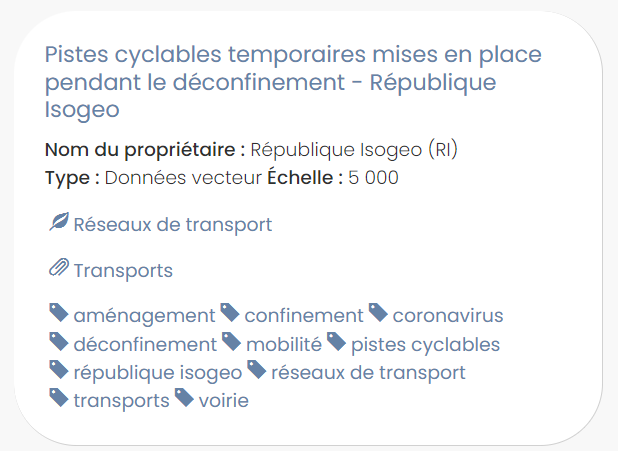 Pistes cyclables temporaires mises en place
pendant le déconfinement - République
Isogeo
Nom du propriétaire : République Isogeo (RI)
Type : Données vecteur Échelle : 5 000
Réseaux de transport
Transports
aménagement confinement coronavirus
déconfinement mobilité pistes cyclables
république isogeo réseaux de transport
transports voirie